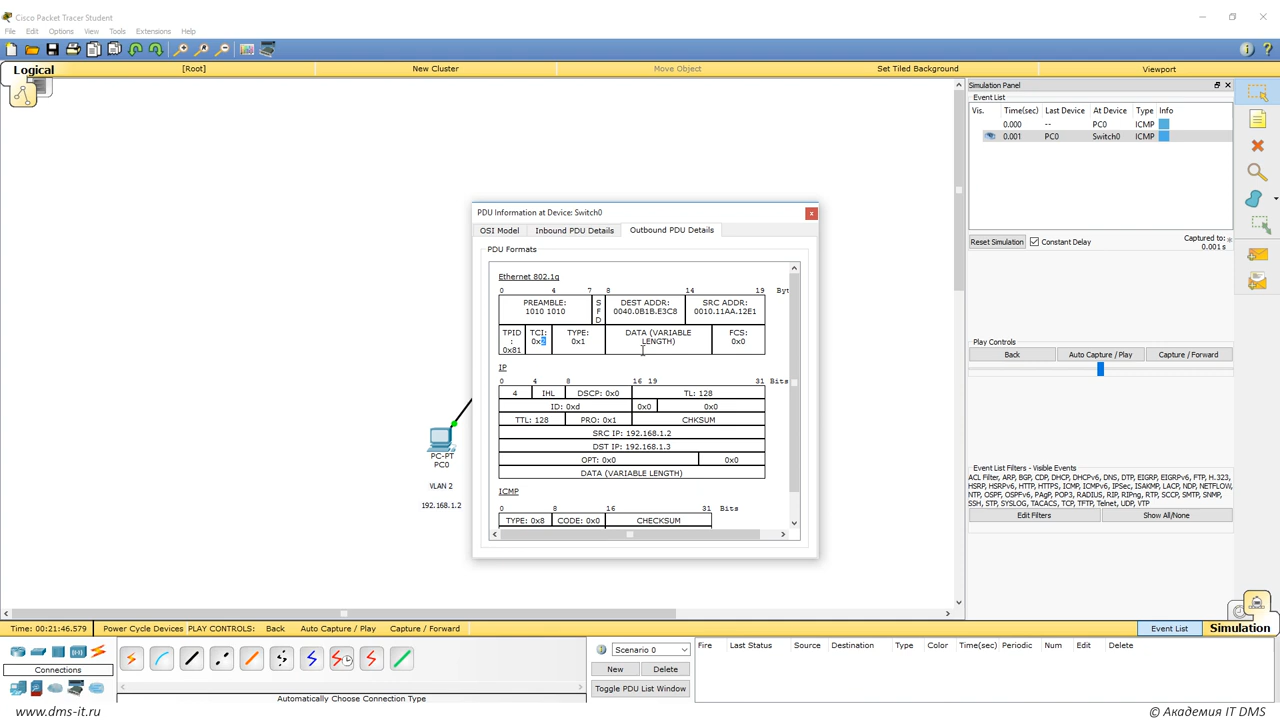 Cisco Packet Tracer Student
File Edit Options View Tools Extensions Help
Logical [Root] New Cluster Move Object Set Tiled Background Viewport
Simulation Panel
Event List
Vis. Time(sec) Last Device At Device Type Info
0.000 -- PC0 ICMP
0.001 PC0 Switch0 ICMP
Reset Simulation Constant Delay Captured to: *
0.001 s
Play Controls
Back Auto Capture / Play Capture / Forward
Event List Filters - Visible Events
ACL Filter, ARP, BGP, CDP, DHCP, DHCPv6, DNS, DTP, EIGRP, EIGRPv6, FTP, H.323,
HSRP, HSRPv6, HTTP, HTTPS, ICMP, ICMPv6, IPSec, ISAKMP, LACP, NDP, NETFLOW,
NTP, OSPF, OSPFv6, PAgP, POP3, RADIUS, RIP, RIPng, RTP, SCCP, SMTP, SNMP,
SSH, STP, SYSLOG, TACACS, TCP, TFTP, Telnet, UDP, VTP
Edit Filters Show All/None
PDU Information at Device: Switch0
OSI Model Inbound PDU Details Outbound PDU Details
PDU Formats
Ethernet 802.1q
0 4 7 8 14 19 Byt
PREAMBLE:
1010 1010
S
F
D
DEST ADDR:
0040.0B1B.E3C8
SRC ADDR:
0010.11AA.12E1
TPID
:
0x81
TCI:
0x2
TYPE:
0x1
DATA (VARIABLE
LENGTH)
FCS:
0x0
IP
0 4 8 16 19 31 Bits
4 IHL DSCP: 0x0 TL: 128
ID: 0xd 0x0 0x0
TTL: 128 PRO: 0x1 CHKSUM
SRC IP: 192.168.1.2
DST IP: 192.168.1.3
OPT: 0x0 0x0
DATA (VARIABLE LENGTH)
ICMP
0 8 16 31 Bits
TYPE: 0x8 CODE: 0x0 CHECKSUM
PC-PT
PC0
VLAN 2
192.168.1.2
Time: 00:21:46.579 Power Cycle Devices PLAY CONTROLS: Back Auto Capture / Play Capture / Forward Event List Simulation
Connections
Automatically Choose Connection Type
Scenario 0
New Delete
Toggle PDU List Window
Fire Last Status Source Destination Type Color Time(sec) Periodic Num Edit Delete
www.dms-it.ru
© Академия IT DMS